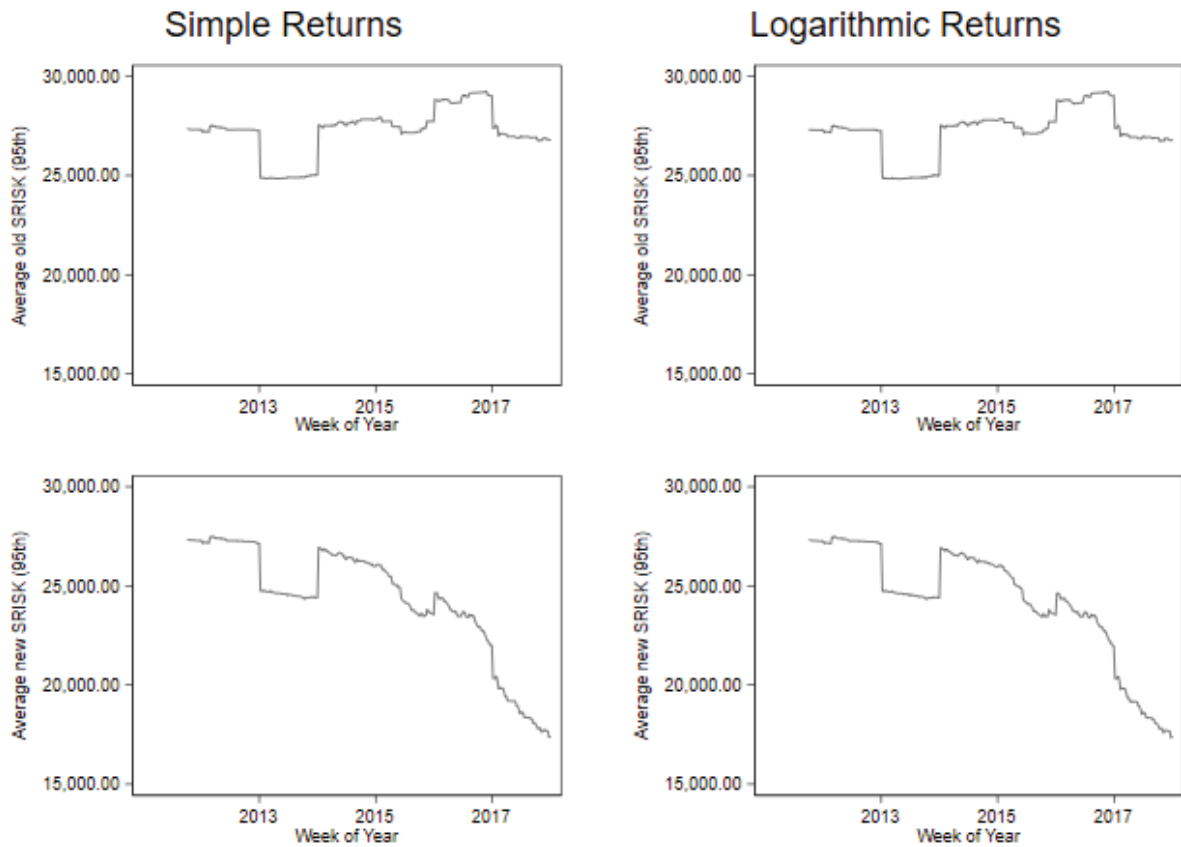 Simple Returns
Logarithmic Returns
30,000.00
25,000.00
20,000.00
15,000.00
Average old SRISK (95th)
2013 2015 2017
Week of Year
30,000.00
25,000.00
20,000.00
15,000.00
Average old SRISK (95th)
2013 2015 2017
Week of Year
30,000.00
25,000.00
20,000.00
15,000.00
Average new SRISK (95th)
2013 2015 2017
Week of Year
30,000.00
25,000.00
20,000.00
15,000.00
Average new SRISK (95th)
2013 2015 2017
Week of Year